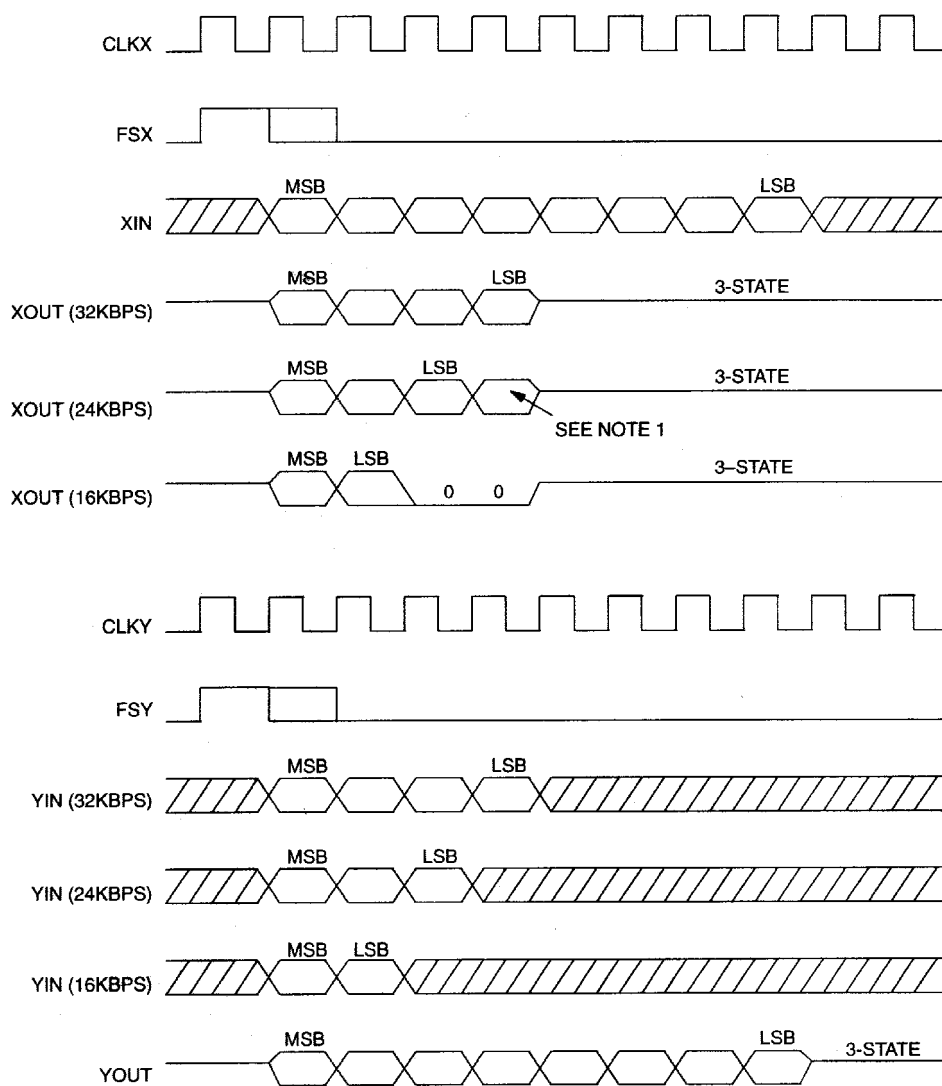 CLKX
FSX
MSB LSB
XIN
MSB LSB 3-STATE
XOUT (32KBPS)
MSB LSB 3-STATE
XOUT (24KBPS)
SEE NOTE 1
MSB LSB 3–STATE
XOUT (16KBPS) 0 0
CLKY
FSY
MSB LSB
YIN (32KBPS)
MSB LSB
YIN (24KBPS)
MSB LSB
YIN (16KBPS)
MSB LSB 3-STATE
YOUT